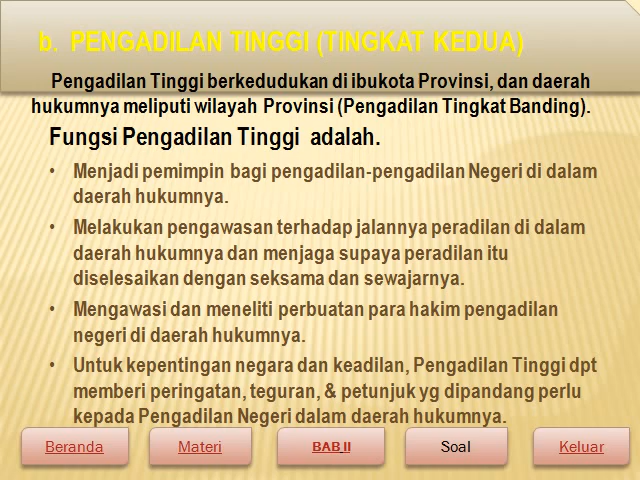 b. PENGADILAN TINGGI (TINGKAT KEDUA)
Pengadilan Tinggi berkedudukan di ibukota Provinsi, dan daerah
hukumnya meliputi wilayah Provinsi (Pengadilan Tingkat Banding).
Fungsi Pengadilan Tinggi adalah.
• Menjadi pemimpin bagi pengadilan-pengadilan Negeri di dalam
daerah hukumnya.
• Melakukan pengawasan terhadap jalannya peradilan di dalam
daerah hukumnya dan menjaga supaya peradilan itu
diselesaikan dengan seksama dan sewajarnya.
• Mengawasi dan meneliti perbuatan para hakim pengadilan
negeri di daerah hukumnya.
• Untuk kepentingan negara dan keadilan, Pengadilan Tinggi dpt
memberi peringatan, teguran, & petunjuk yg dipandang perlu
kepada Pengadilan Negeri dalam daerah hukumnya.
Beranda Materi BAB II Soal Keluar